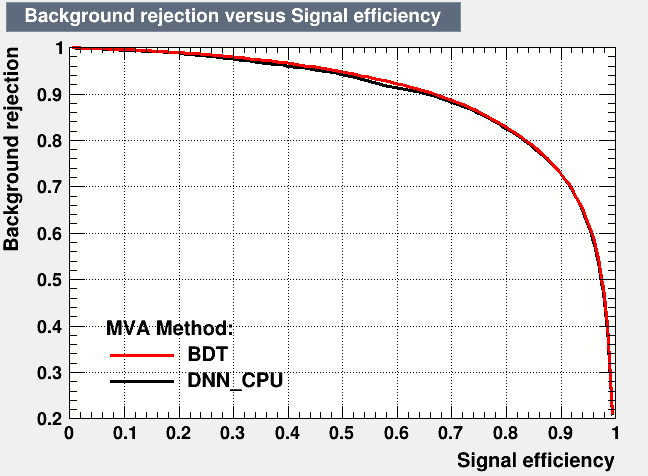 Background rejection versus Signal efficiency
Background rejection
1
0.9
0.8
0.7
0.6
0.5
0.4
0.3
0.2
MVA Method:
BDT
DNN_CPU
0 0.1 0.2 0.3 0.4 0.5 0.6 0.7 0.8 0.9 1
Signal efficiency